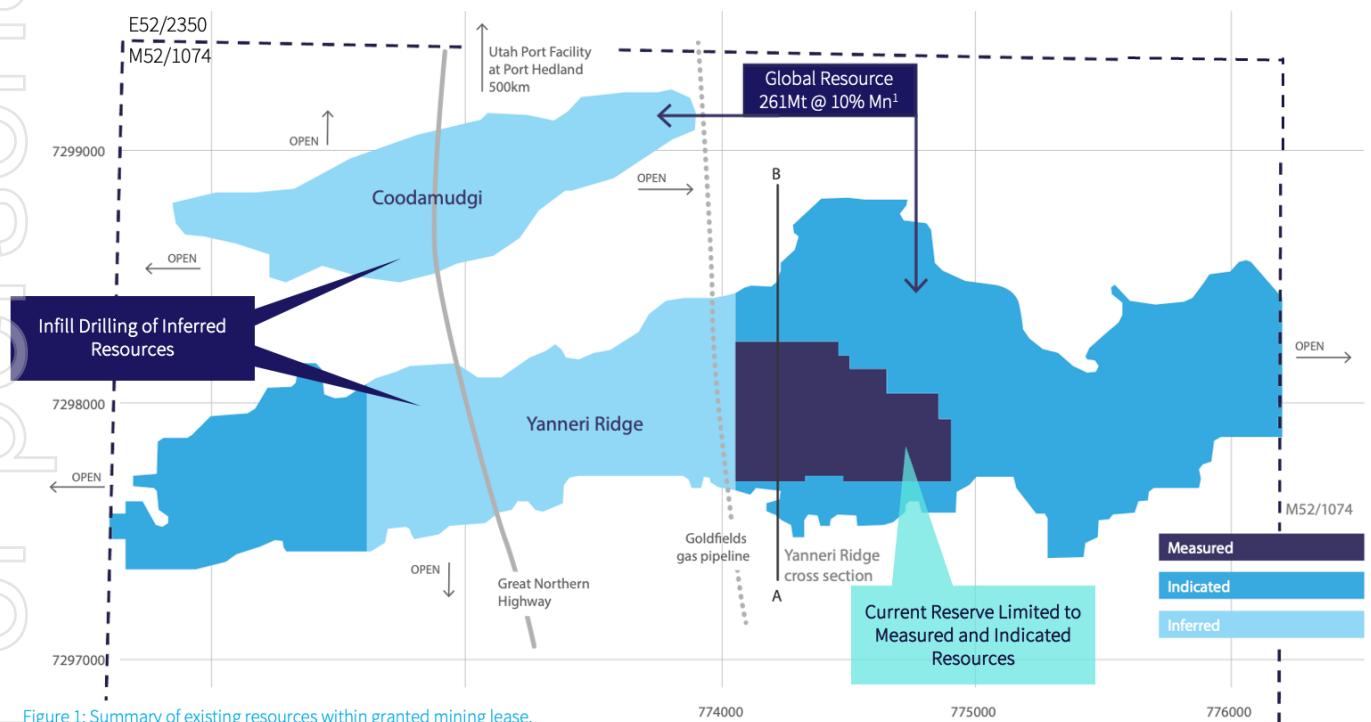 E52/2350
M52/1074
Utah Port Facility
at Port Hedland
500km
Global Resource
261Mt @ 10% Mn¹
OPEN
7299000
OPEN
B
Coodamudgi
OPEN
Infill Drilling of Inferred
Resources
OPEN
7298000
Yanneri Ridge
OPEN
M52/1074
Goldfields
gas pipeline
Yanneri Ridge
cross section
Measured
OPEN
Great Northern
Highway
A
Indicated
Current Reserve Limited to
Measured and Indicated
Resources
Inferred
7297000
Figure 1: Summary of existing resources within granted mining lease.
774000
775000
776000